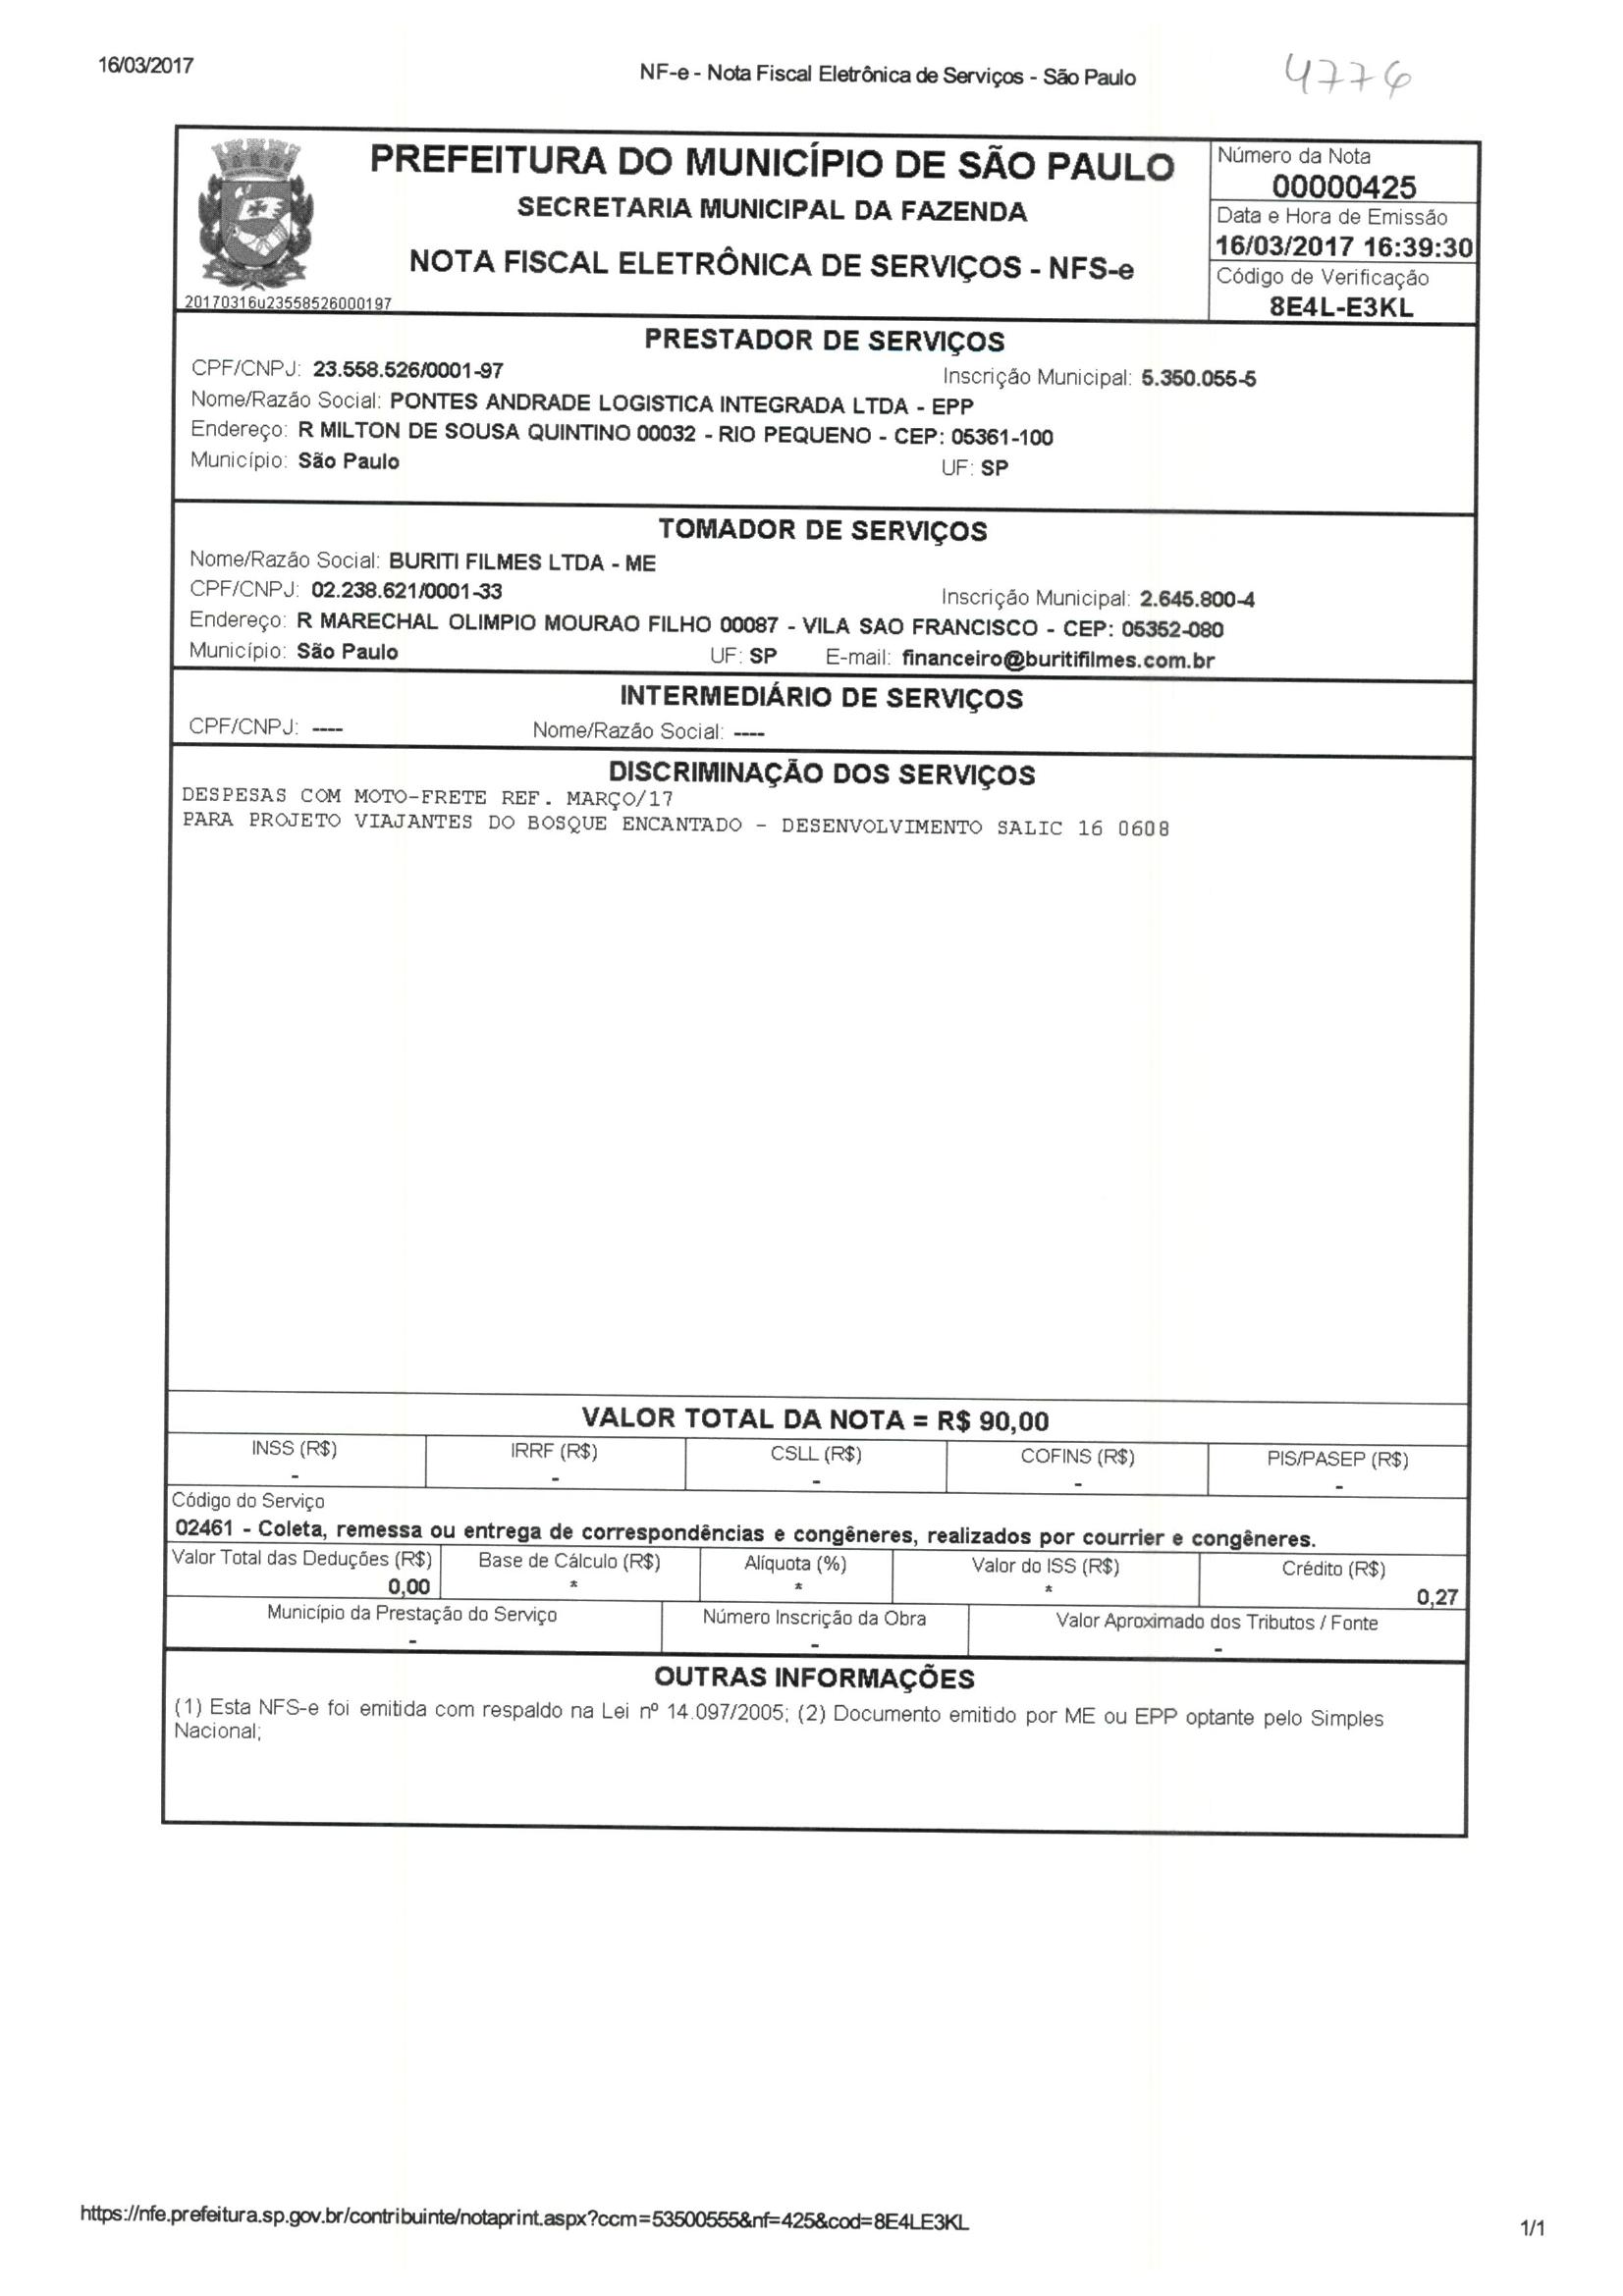 16/03/2017
NF-e - Nota Fiscal Eletrônica de Serviços - São Paulo
4776
PREFEITURA DO MUNICÍPIO DE SÃO PAULO
SECRETARIA MUNICIPAL DA FAZENDA
NOTA FISCAL ELETRÔNICA DE SERVIÇOS - NFS-e
20170316u23558526000197
Número da Nota
00000425
Data e Hora de Emissão
16/03/2017 16:39:30
Código de Verificação
8E4L-E3KL
PRESTADOR DE SERVIÇOS
CPF/CNPJ: 23.558.526/0001-97 Inscrição Municipal: 5.350.055-5
Nome/Razão Social: PONTES ANDRADE LOGISTICA INTEGRADA LTDA - EPP
Endereço: R MILTON DE SOUSA QUINTINO 00032 - RIO PEQUENO - CEP: 05361-100
Município: São Paulo UF: SP
TOMADOR DE SERVIÇOS
Nome/Razão Social: BURITI FILMES LTDA - ME
CPF/CNPJ: 02.238.621/0001-33 Inscrição Municipal: 2.645.800-4
Endereço: R MARECHAL OLIMPIO MOURAO FILHO 00087 - VILA SAO FRANCISCO - CEP: 05352-080
Município: São Paulo UF: SP E-mail: financeiro@buritifilmes.com.br
INTERMEDIÁRIO DE SERVIÇOS
CPF/CNPJ: ---- Nome/Razão Social: ----
DISCRIMINAÇÃO DOS SERVIÇOS
DESPESAS COM MOTO-FRETE REF. MARÇO/17
PARA PROJETO VIAJANTES DO BOSQUE ENCANTADO - DESENVOLVIMENTO SALIC 16 0608
VALOR TOTAL DA NOTA = R$ 90,00
INSS (R$) IRRF (R$) CSLL (R$) COFINS (R$) PIS/PASEP (R$)
- - - - -
Código do Serviço
02461 - Coleta, remessa ou entrega de correspondências e congêneres, realizados por courrier e congêneres.
Valor Total das Deduções (R$) Base de Cálculo (R$) Alíquota (%) Valor do ISS (R$) Crédito (R$)
0,00 * * * 0,27
Município da Prestação do Serviço Número Inscrição da Obra Valor Aproximado dos Tributos / Fonte
- - -
OUTRAS INFORMAÇÕES
(1) Esta NFS-e foi emitida com respaldo na Lei nº 14.097/2005; (2) Documento emitido por ME ou EPP optante pelo Simples
Nacional;
https://nfe.prefeitura.sp.gov.br/contribuinte/notaprint.aspx?ccm=53500555&nf=425&cod=8E4LE3KL
1/1